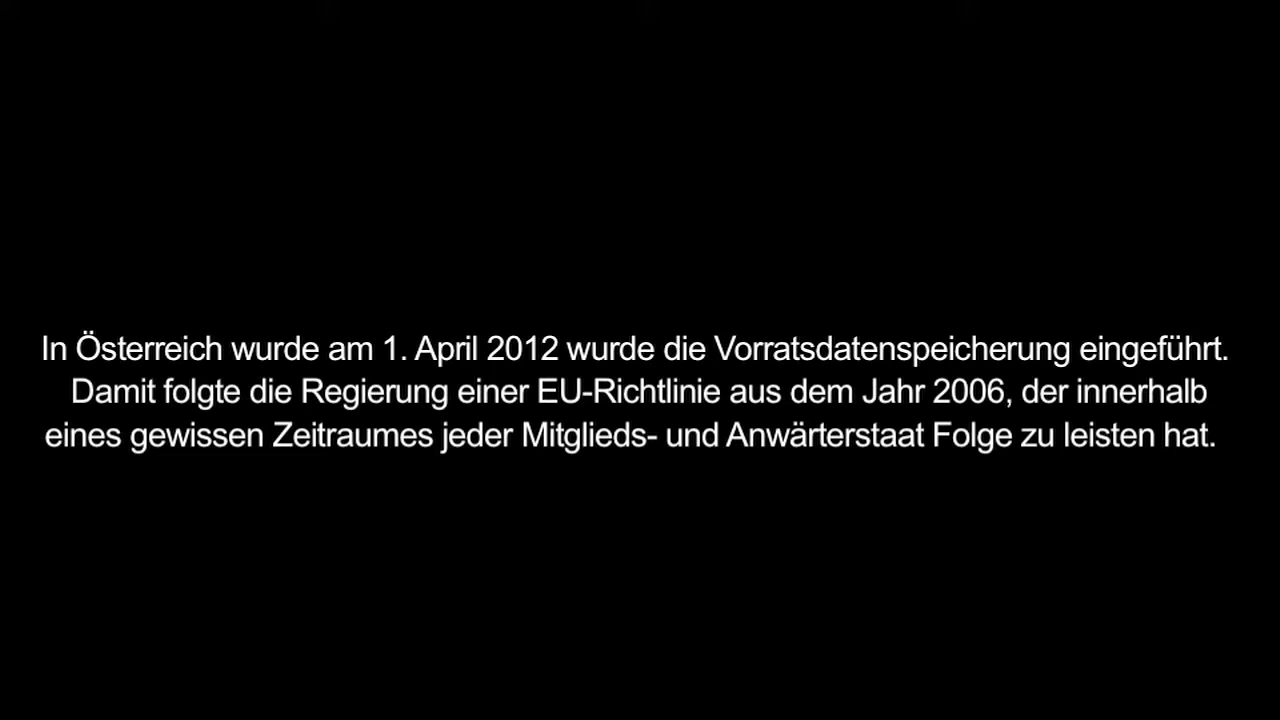 In Österreich wurde am 1. April 2012 wurde die Vorratsdatenspeicherung eingeführt.
Damit folgte die Regierung einer EU-Richtlinie aus dem Jahr 2006, der innerhalb
eines gewissen Zeitraumes jeder Mitglieds- und Anwärterstaat Folge zu leisten hat.